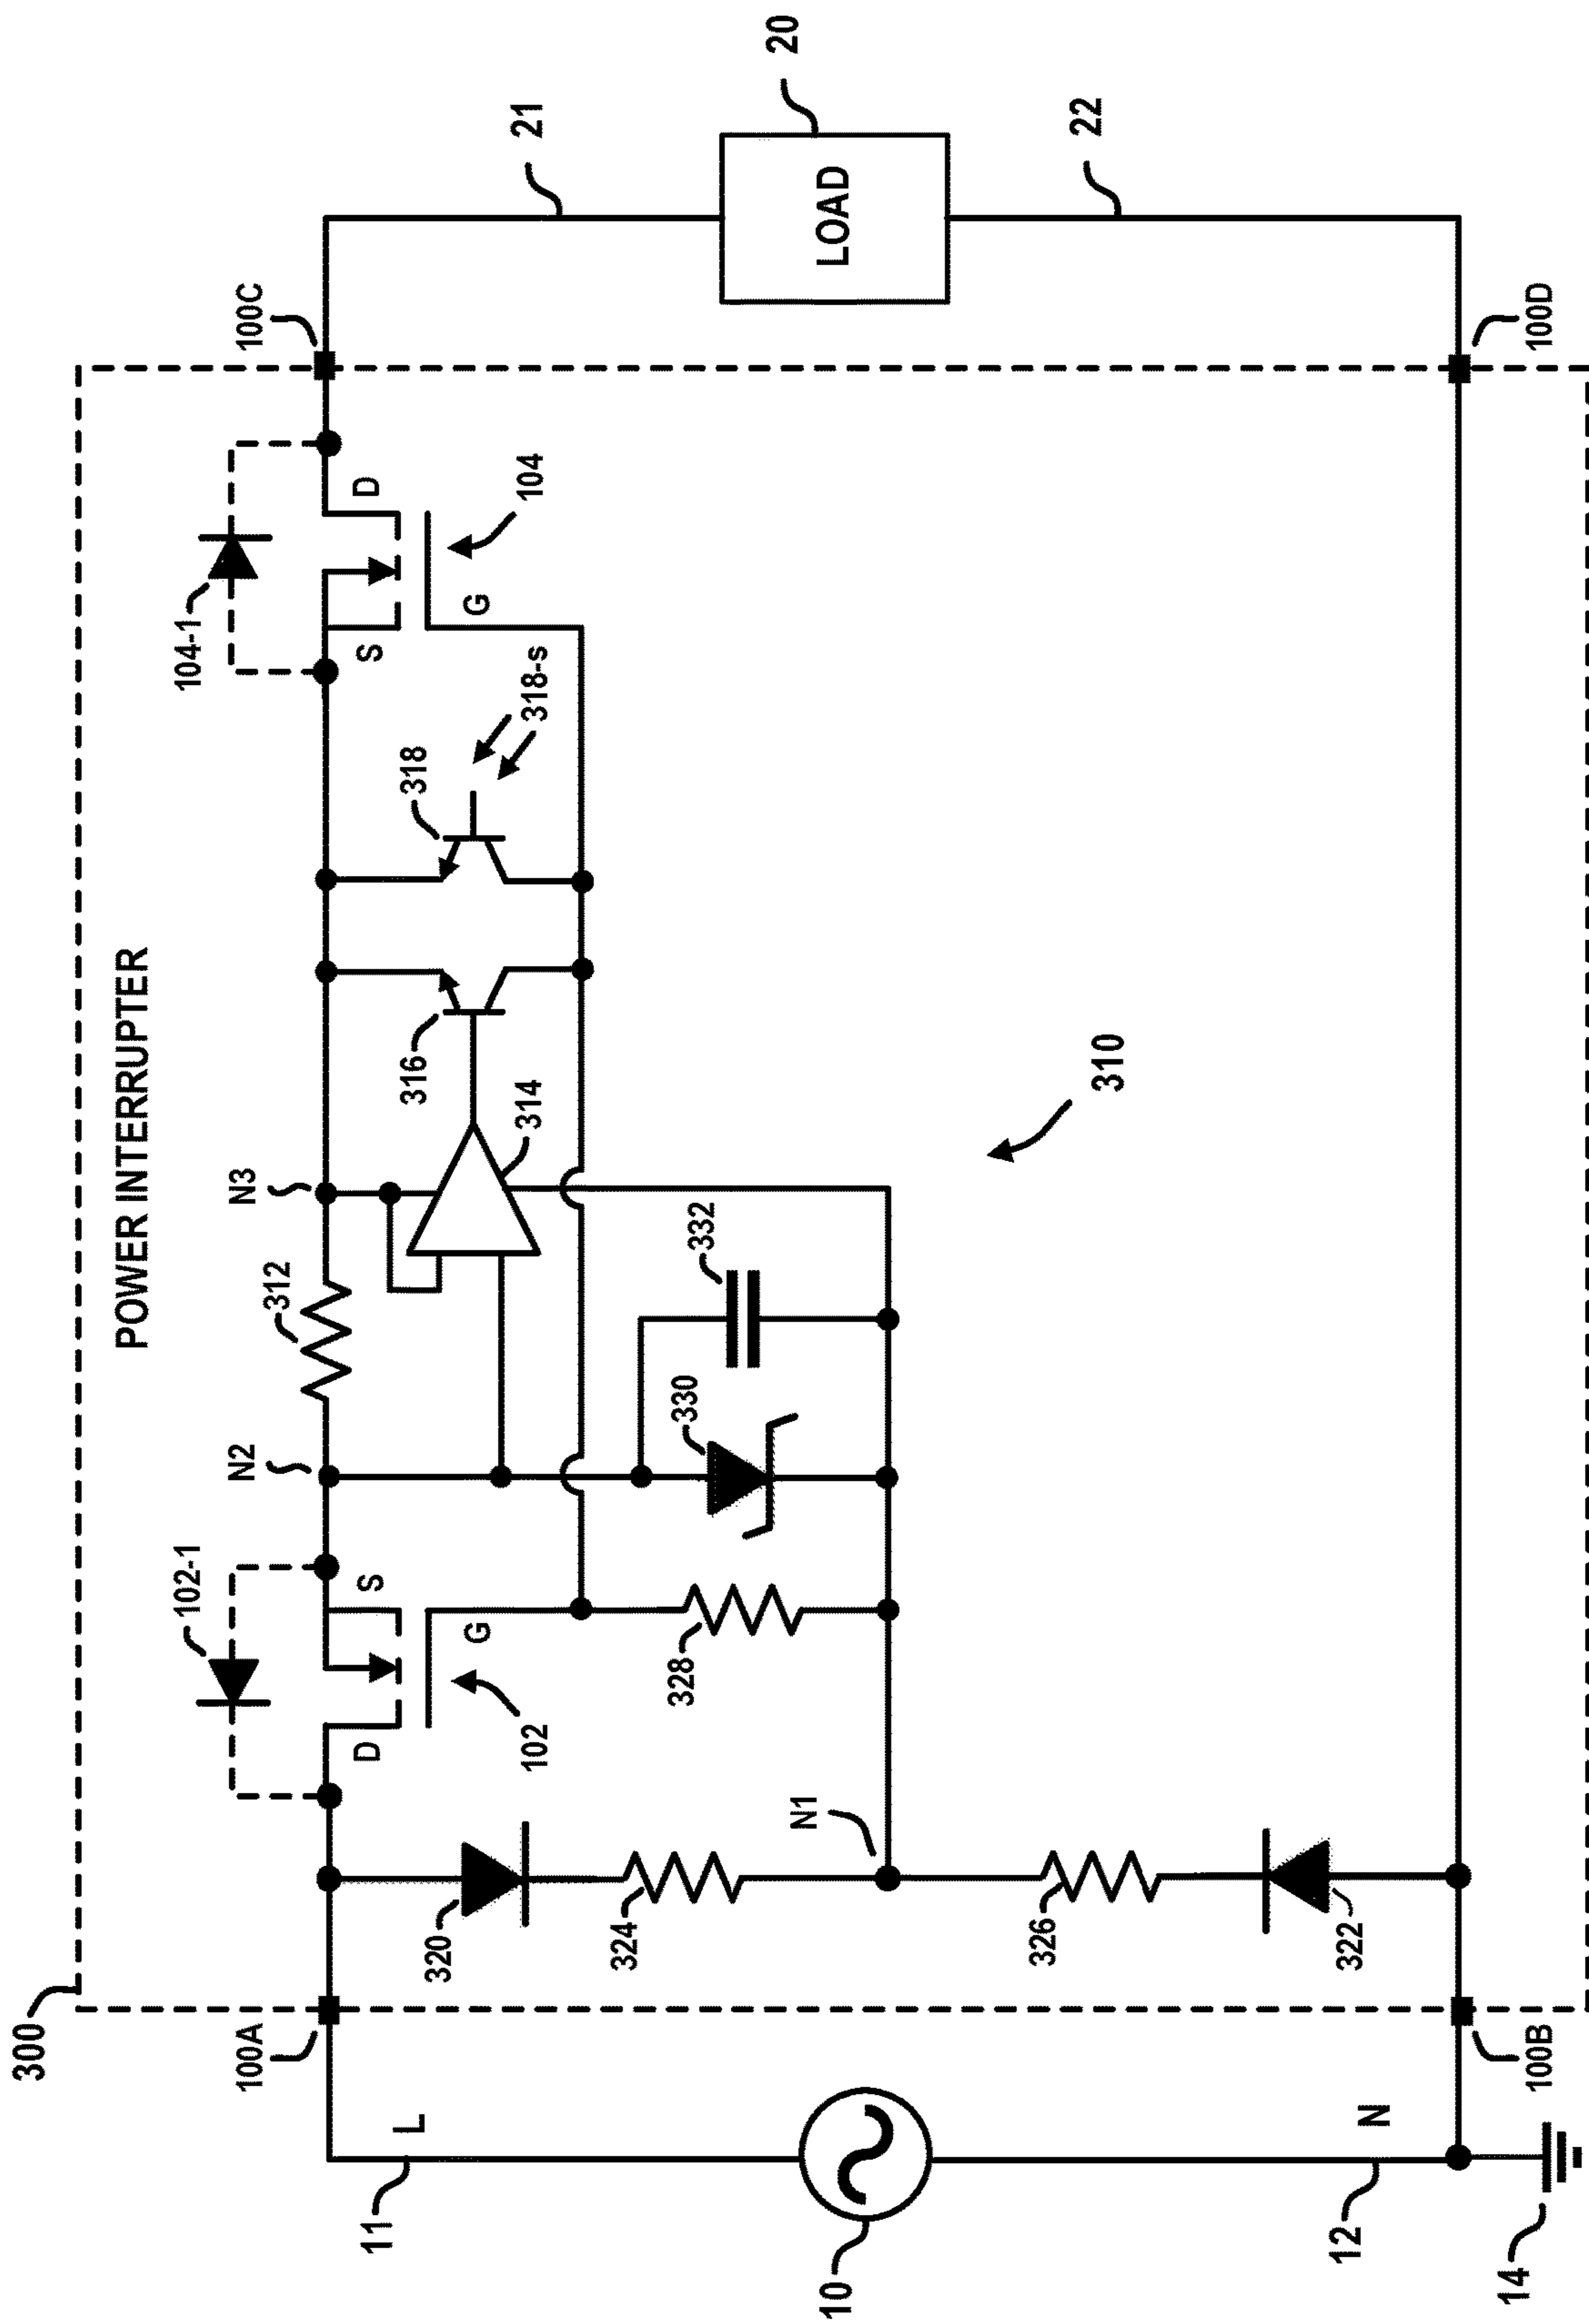 300
POWER INTERRUPTER
102-1
104-1
100A
N2
312
N3
100C
11
L
D
S
S
D
21
102
G
316
318
G
104
318-s
314
320
324
328
330
332
N1
10
LOAD
20
310
326
322
12
N
22
14
100B
100D